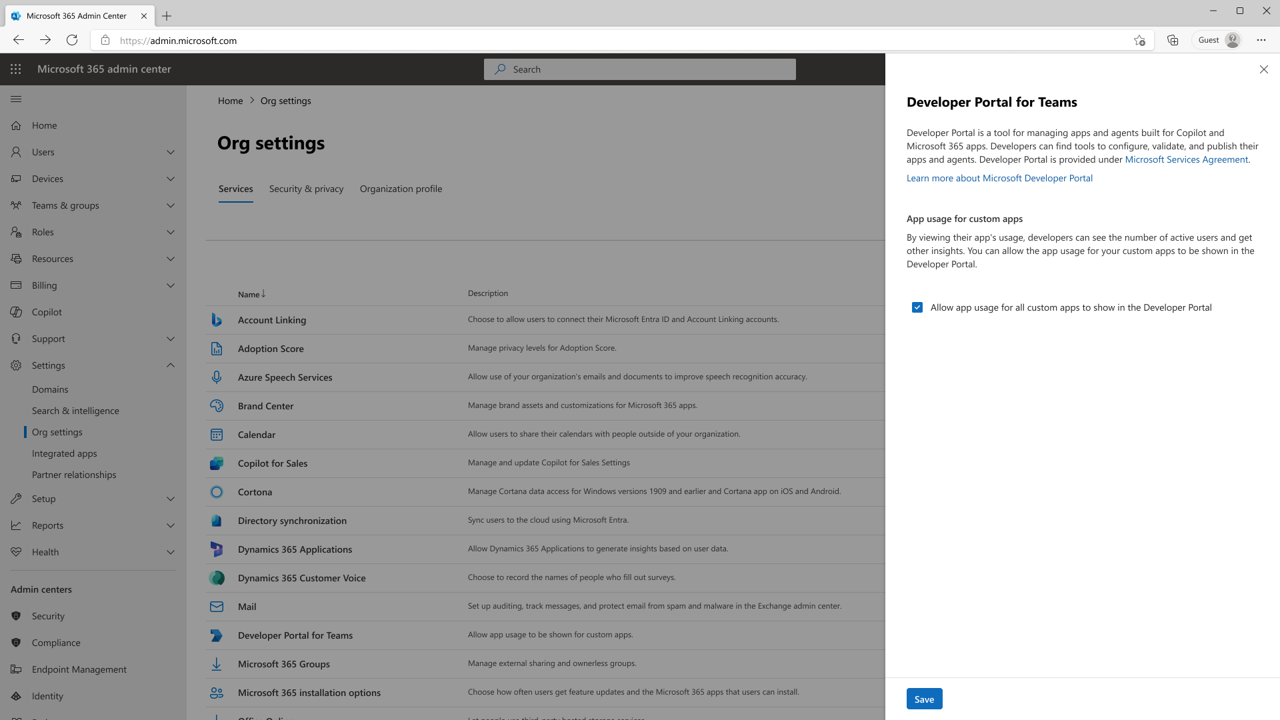 Microsoft 365 Admin Center
https://admin.microsoft.com
Guest
Microsoft 365 admin center
Search
Home
Users
Devices
Teams & groups
Roles
Resources
Billing
Copilot
Support
Settings
Domains
Search & intelligence
Org settings
Integrated apps
Partner relationships
Setup
Reports
Health
Admin centers
Security
Compliance
Endpoint Management
Identity
Home > Org settings
Org settings
Services Security & privacy Organization profile
Name↓ Description
Account Linking Choose to allow users to connect their Microsoft Entra ID and Account Linking accounts.
Adoption Score Manage privacy levels for Adoption Score.
Azure Speech Services Allow use of your organization's emails and documents to improve speech recognition accuracy.
Brand Center Manage brand assets and customizations for Microsoft 365 apps.
Calendar Allow users to share their calendars with people outside of your organization.
Copilot for Sales Manage and update Copilot for Sales Settings
Cortona Manage Cortana data access for Windows versions 1909 and earlier and Cortana app on iOS and Android.
Directory synchronization Sync users to the cloud using Microsoft Entra.
Dynamics 365 Applications Allow Dynamics 365 Applications to generate insights based on user data.
Dynamics 365 Customer Voice Choose to record the names of people who fill out surveys.
Mail Set up auditing, track messages, and protect email from spam and malware in the Exchange admin center.
Developer Portal for Teams Allow app usage to be shown for custom apps.
Microsoft 365 Groups Manage external sharing and ownerless groups.
Microsoft 365 installation options Choose how often users get feature updates and the Microsoft 365 apps that users can install.
Developer Portal for Teams
Developer Portal is a tool for managing apps and agents built for Copilot and
Microsoft 365 apps. Developers can find tools to configure, validate, and publish their
apps and agents. Developer Portal is provided under Microsoft Services Agreement.
Learn more about Microsoft Developer Portal
App usage for custom apps
By viewing their app's usage, developers can see the number of active users and get
other insights. You can allow the app usage for your custom apps to be shown in the
Developer Portal.
Allow app usage for all custom apps to show in the Developer Portal
Save